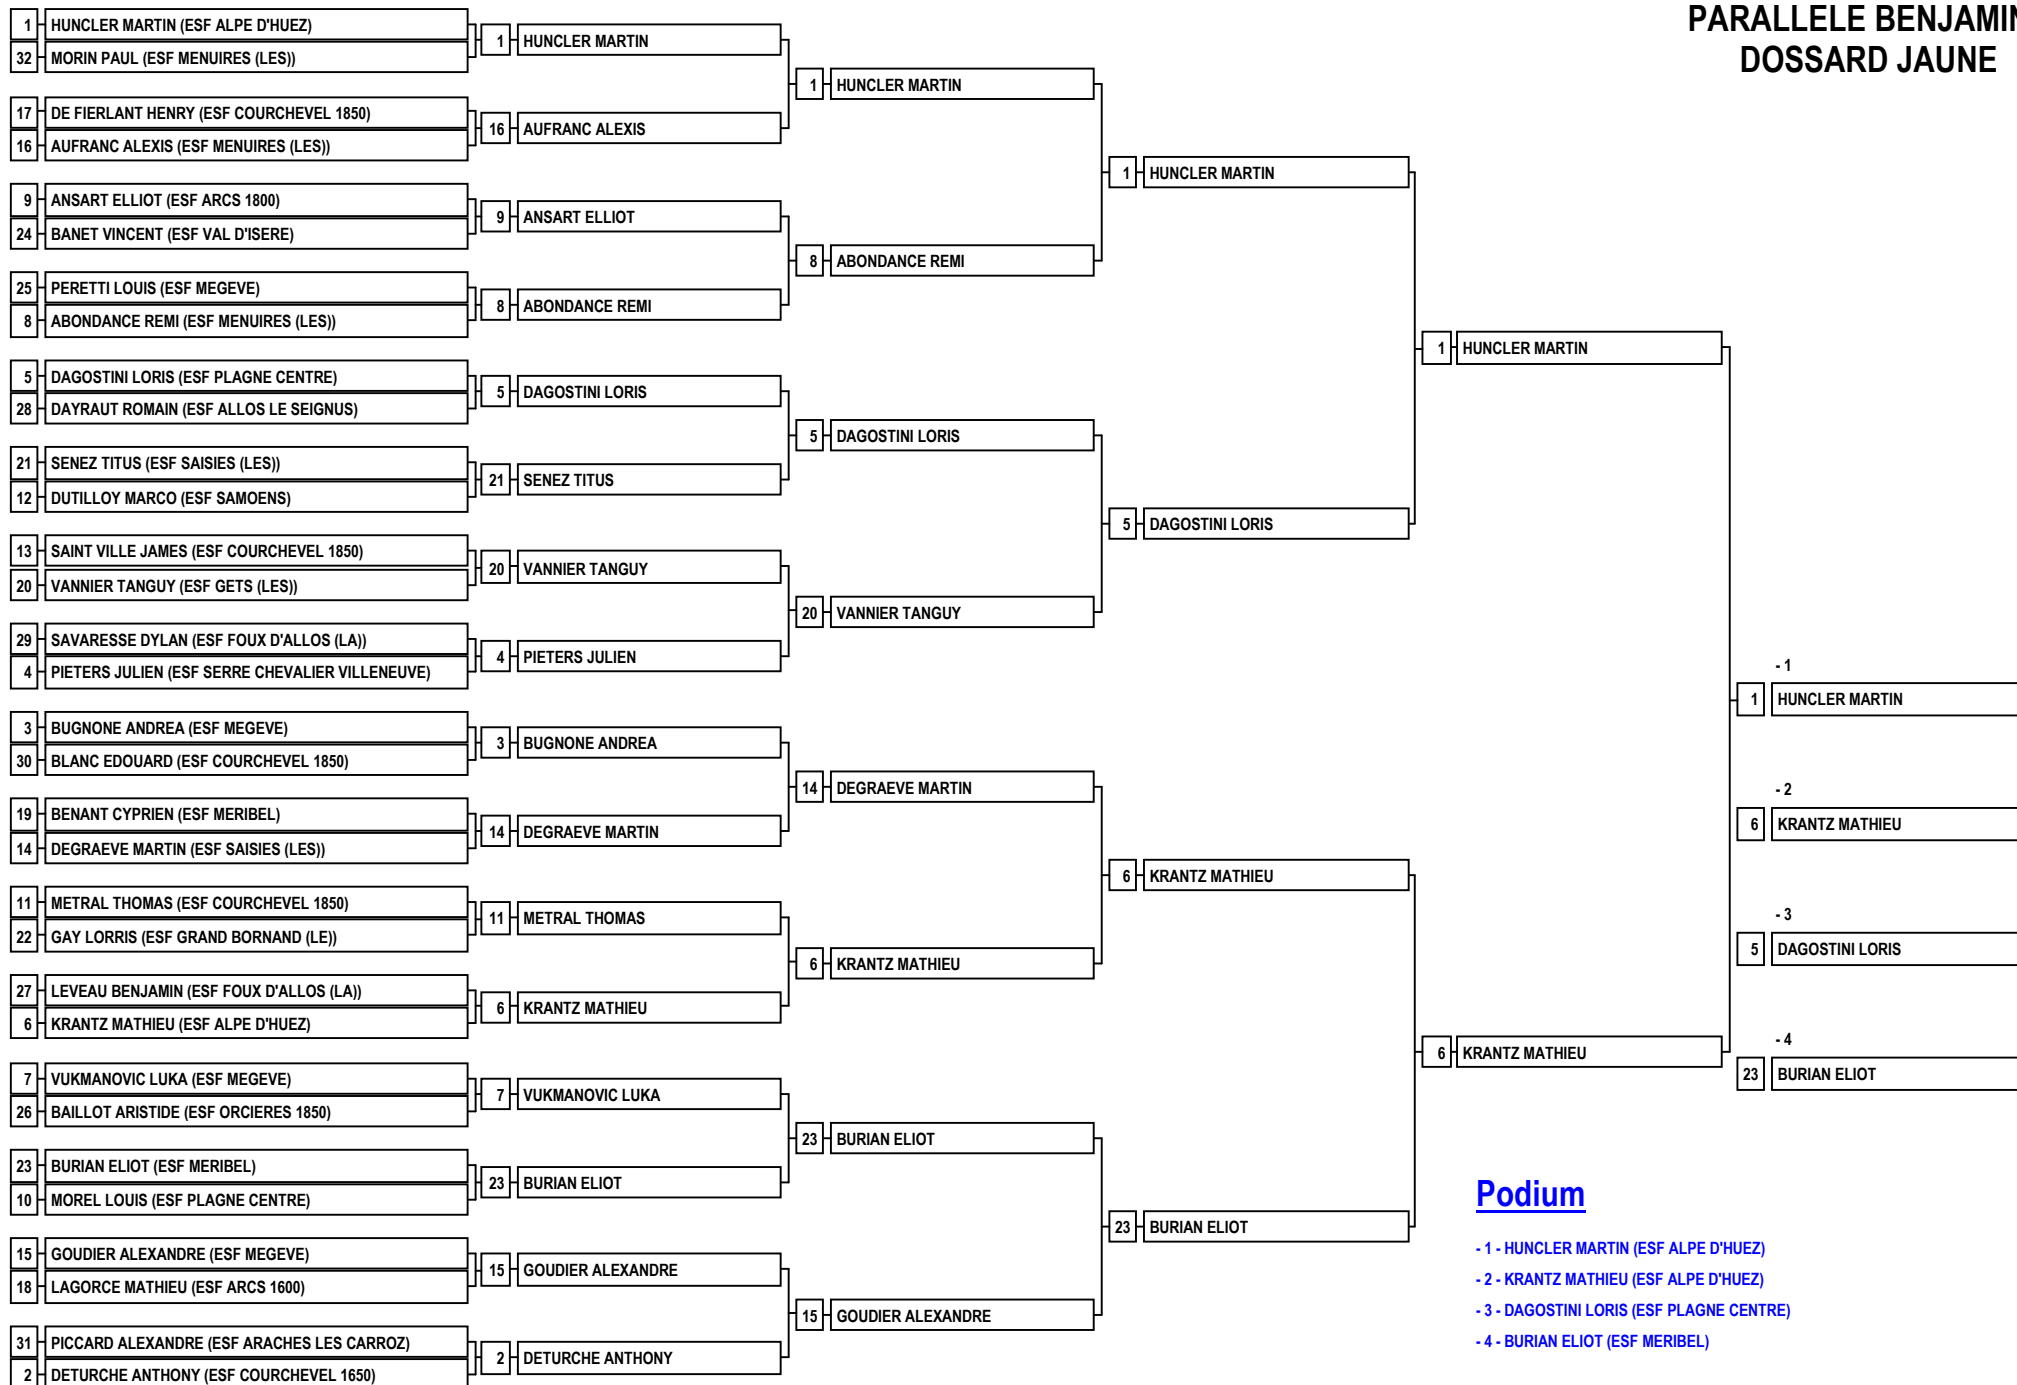 PARALLELE BENJAMIN
DOSSARD JAUNE
1 HUNCLER MARTIN (ESF ALPE D'HUEZ)
32 MORIN PAUL (ESF MENUIRES (LES))
17 DE FIERLANT HENRY (ESF COURCHEVEL 1850)
16 AUFRANC ALEXIS (ESF MENUIRES (LES))
9 ANSART ELLIOT (ESF ARCS 1800)
24 BANET VINCENT (ESF VAL D'ISERE)
25 PERETTI LOUIS (ESF MEGEVE)
8 ABONDANCE REMI (ESF MENUIRES (LES))
5 DAGOSTINI LORIS (ESF PLAGNE CENTRE)
28 DAYRAUT ROMAIN (ESF ALLOS LE SEIGNUS)
21 SENEZ TITUS (ESF SAISIES (LES))
12 DUTILLOY MARCO (ESF SAMOENS)
13 SAINT VILLE JAMES (ESF COURCHEVEL 1850)
20 VANNIER TANGUY (ESF GETS (LES))
29 SAVARESSE DYLAN (ESF FOUX D'ALLOS (LA))
4 PIETERS JULIEN (ESF SERRE CHEVALIER VILLENEUVE)
3 BUGNONE ANDREA (ESF MEGEVE)
30 BLANC EDOUARD (ESF COURCHEVEL 1850)
19 BENANT CYPRIEN (ESF MERIBEL)
14 DEGRAEVE MARTIN (ESF SAISIES (LES))
11 METRAL THOMAS (ESF COURCHEVEL 1850)
22 GAY LORRIS (ESF GRAND BORNAND (LE))
27 LEVEAU BENJAMIN (ESF FOUX D'ALLOS (LA))
6 KRANTZ MATHIEU (ESF ALPE D'HUEZ)
7 VUKMANOVIC LUKA (ESF MEGEVE)
26 BAILLOT ARISTIDE (ESF ORCIERES 1850)
23 BURIAN ELIOT (ESF MERIBEL)
10 MOREL LOUIS (ESF PLAGNE CENTRE)
15 GOUDIER ALEXANDRE (ESF MEGEVE)
18 LAGORCE MATHIEU (ESF ARCS 1600)
31 PICCARD ALEXANDRE (ESF ARACHES LES CARROZ)
2 DETURCHE ANTHONY (ESF COURCHEVEL 1650)
1 HUNCLER MARTIN
16 AUFRANC ALEXIS
9 ANSART ELLIOT
8 ABONDANCE REMI
5 DAGOSTINI LORIS
21 SENEZ TITUS
20 VANNIER TANGUY
4 PIETERS JULIEN
3 BUGNONE ANDREA
14 DEGRAEVE MARTIN
11 METRAL THOMAS
6 KRANTZ MATHIEU
7 VUKMANOVIC LUKA
23 BURIAN ELIOT
15 GOUDIER ALEXANDRE
2 DETURCHE ANTHONY
1 HUNCLER MARTIN
8 ABONDANCE REMI
5 DAGOSTINI LORIS
20 VANNIER TANGUY
14 DEGRAEVE MARTIN
6 KRANTZ MATHIEU
23 BURIAN ELIOT
15 GOUDIER ALEXANDRE
1 HUNCLER MARTIN
5 DAGOSTINI LORIS
6 KRANTZ MATHIEU
23 BURIAN ELIOT
1 HUNCLER MARTIN
6 KRANTZ MATHIEU
- 1
1 HUNCLER MARTIN
- 2
6 KRANTZ MATHIEU
- 3
5 DAGOSTINI LORIS
- 4
23 BURIAN ELIOT
Podium
- 1 - HUNCLER MARTIN (ESF ALPE D'HUEZ)
- 2 - KRANTZ MATHIEU (ESF ALPE D'HUEZ)
- 3 - DAGOSTINI LORIS (ESF PLAGNE CENTRE)
- 4 - BURIAN ELIOT (ESF MERIBEL)